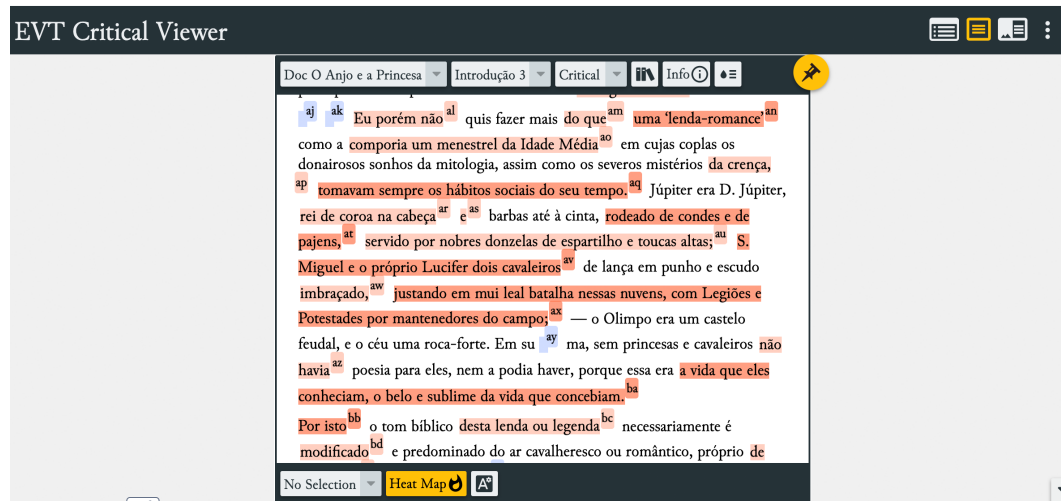 EVT Critical Viewer
Doc O Anjo e a Princesa Introdução 3 Critical Info
aj ak Eu porém não al quis fazer mais do que am uma ‘lenda-romance’ an
como a comporia um menestrel da Idade Média ao em cujas coplas os
donairosos sonhos da mitologia, assim como os severos mistérios da crença,
ap tomavam sempre os hábitos sociais do seu tempo. aq Júpiter era D. Júpiter,
rei de coroa na cabeça ar e as barbas até à cinta, rodeado de condes e de
pajens, at servido por nobres donzelas de espartilho e toucas altas; au S.
Miguel e o próprio Lucifer dois cavaleiros av de lança em punho e escudo
imbraçado, aw justando em mui leal batalha nessas nuvens, com Legiões e
Potestades por mantenedores do campo; ax — o Olimpo era um castelo
feudal, e o céu uma roca-forte. Em su ay ma, sem princesas e cavaleiros não
havia az poesia para eles, nem a podia haver, porque essa era a vida que eles
conheciam, o belo e sublime da vida que concebiam. ba
Por isto bb o tom bíblico desta lenda ou legenda bc necessariamente é
modificado bd e predominado do ar cavalheresco ou romântico, próprio de
No Selection Heat Map A